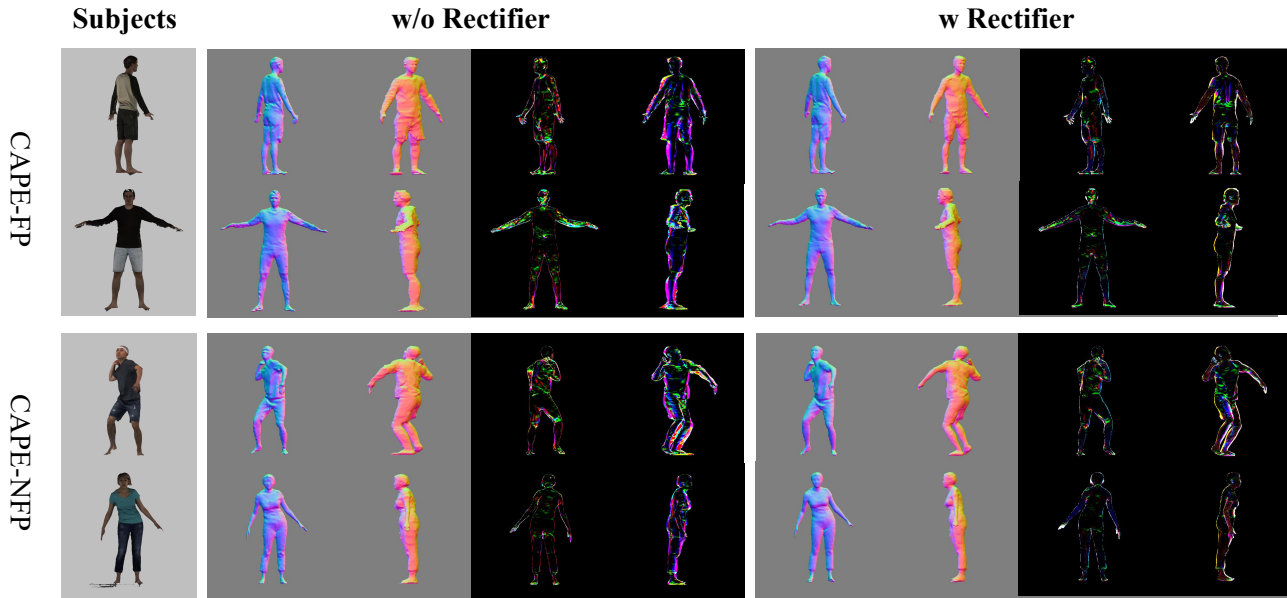 Subjects
w/o Rectifier
w Rectifier
CAPE-FP
CAPE-NFP